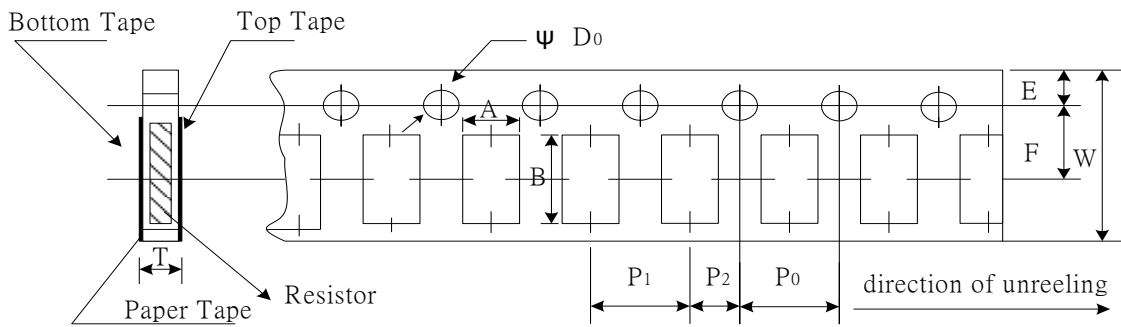 Bottom Tape
Top Tape
ψ D₀
A
B
E
F
W
T
P₁
P₂
P₀
direction of unreeling
Resistor
Paper Tape